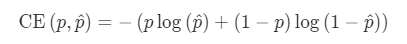 CE (p, p̂) = − (p log (p̂) + (1 − p) log (1 − p̂))